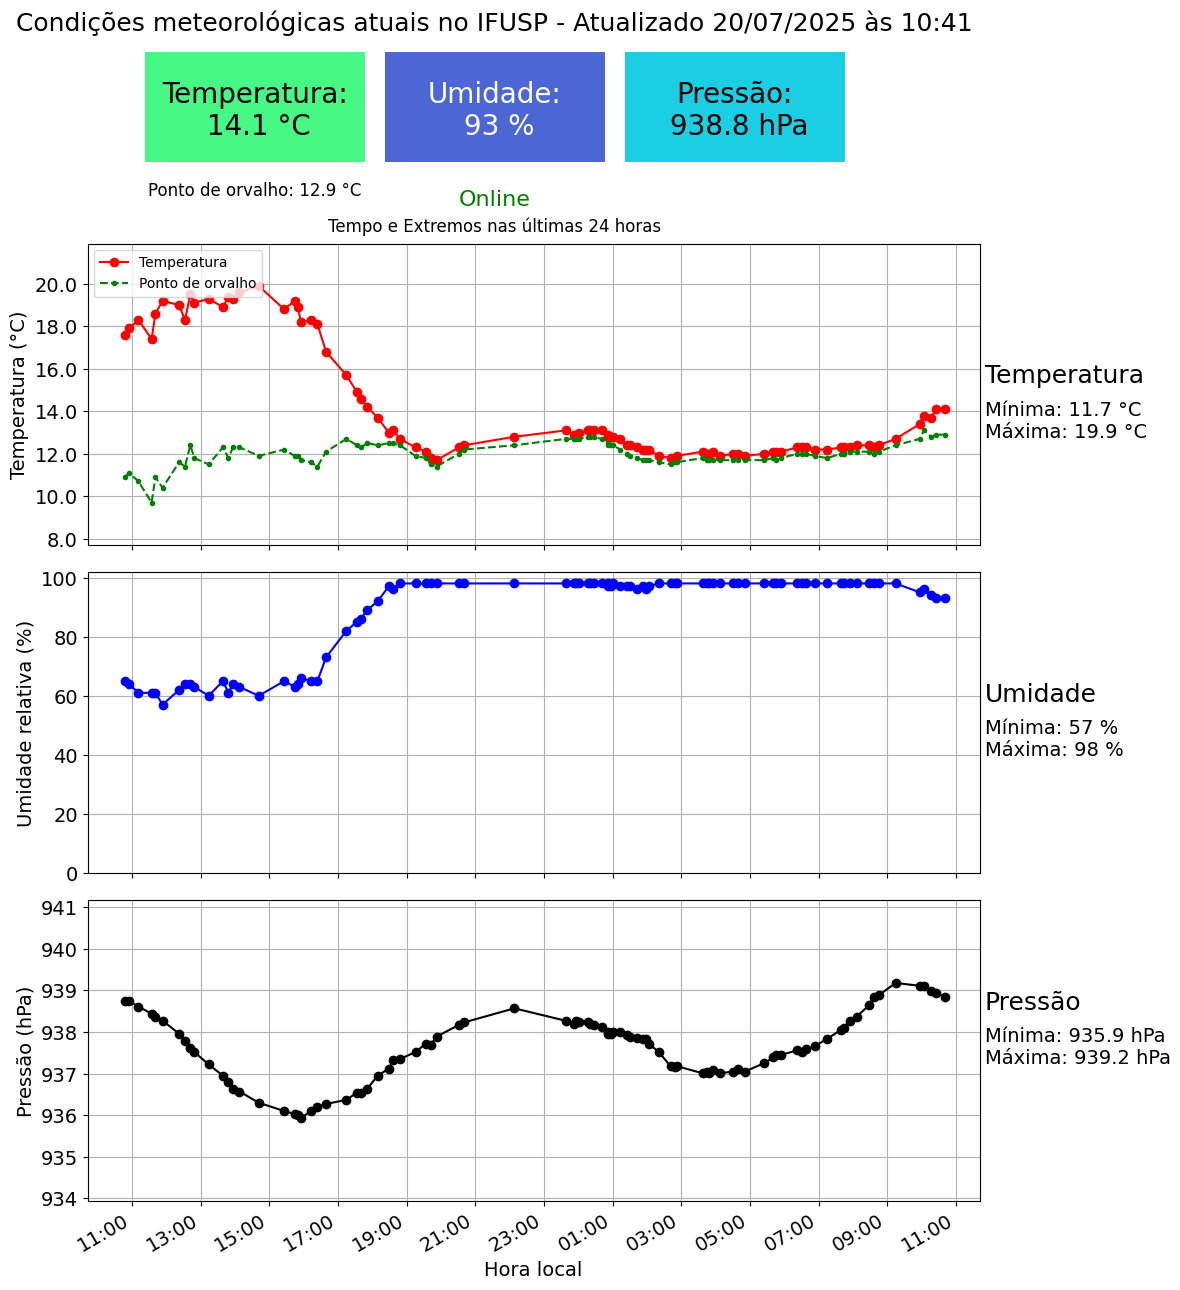 Condições meteorológicas atuais no IFUSP - Atualizado 20/07/2025 às 10:41
Temperatura:
14.1 °C
Umidade:
93 %
Pressão:
938.8 hPa
Ponto de orvalho: 12.9 °C
Online
Tempo e Extremos nas últimas 24 horas
Temperatura
Ponto de orvalho
Temperatura (°C)
20.0
18.0
16.0
14.0
12.0
10.0
8.0
Temperatura
Mínima: 11.7 °C
Máxima: 19.9 °C
Umidade relativa (%)
100
80
60
40
20
0
Umidade
Mínima: 57 %
Máxima: 98 %
Pressão (hPa)
941
940
939
938
937
936
935
934
Pressão
Mínima: 935.9 hPa
Máxima: 939.2 hPa
11:00
13:00
15:00
17:00
19:00
21:00
23:00
01:00
03:00
05:00
07:00
09:00
11:00
Hora local